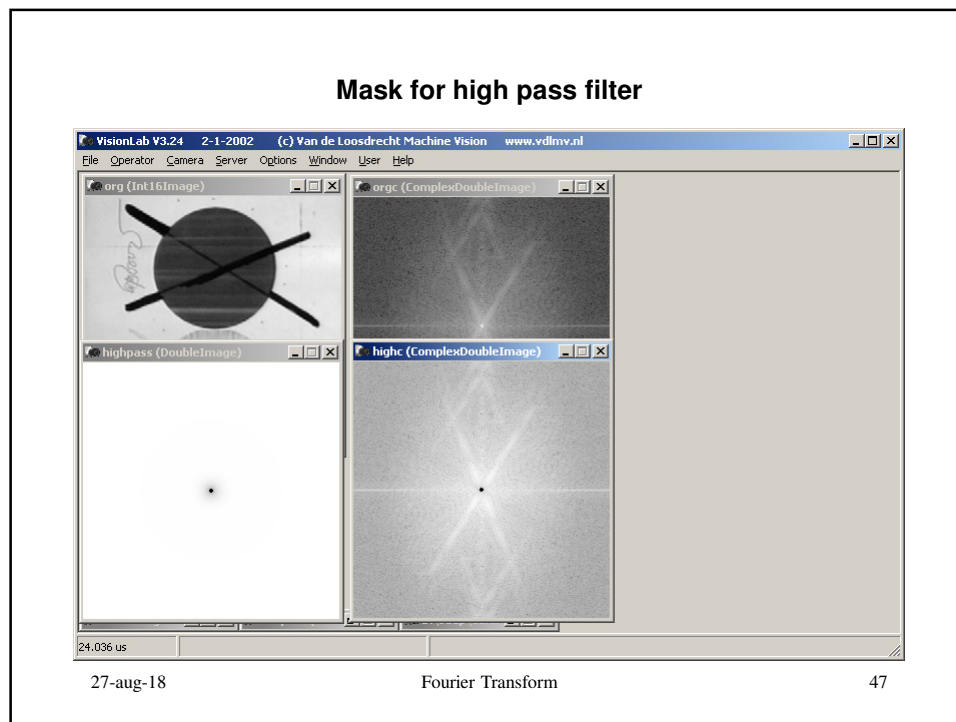 Mask for high pass filter
VisionLab V3.24 2-1-2002 (c) Van de Loosdrecht Machine Vision www.vdlmv.nl
File Operator Camera Server Options Window User Help
org (Int16Image)
orgc (ComplexDoubleImage)
highpass (DoubleImage)
highc (ComplexDoubleImage)
24.036 us
27-aug-18 Fourier Transform 47